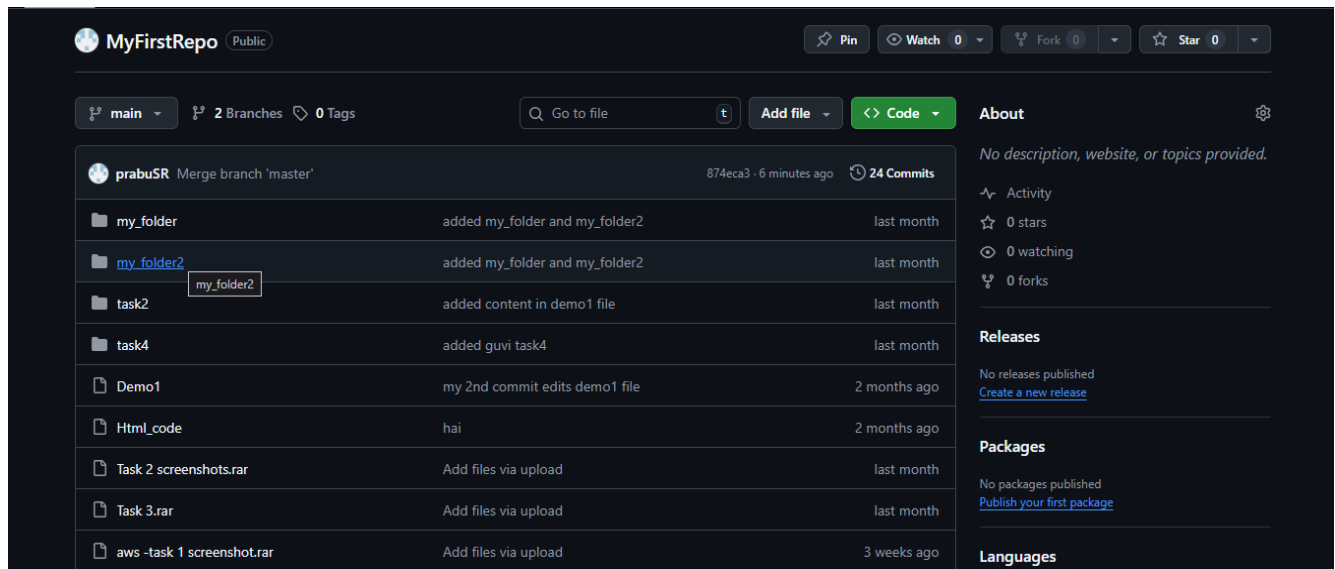 MyFirstRepo Public Pin Watch 0 Fork 0 Star 0
main 2 Branches 0 Tags Go to file t Add file Code
prabuSR Merge branch 'master' 874eca3 · 6 minutes ago 24 Commits
my_folder added my_folder and my_folder2 last month
my_folder2 added my_folder and my_folder2 last month
my_folder2
task2 added content in demo1 file last month
task4 added guvi task4 last month
Demo1 my 2nd commit edits demo1 file 2 months ago
Html_code hai 2 months ago
Task 2 screenshots.rar Add files via upload last month
Task 3.rar Add files via upload last month
aws -task 1 screenshot.rar Add files via upload 3 weeks ago
About
No description, website, or topics provided.
Activity
0 stars
0 watching
0 forks
Releases
No releases published
Create a new release
Packages
No packages published
Publish your first package
Languages